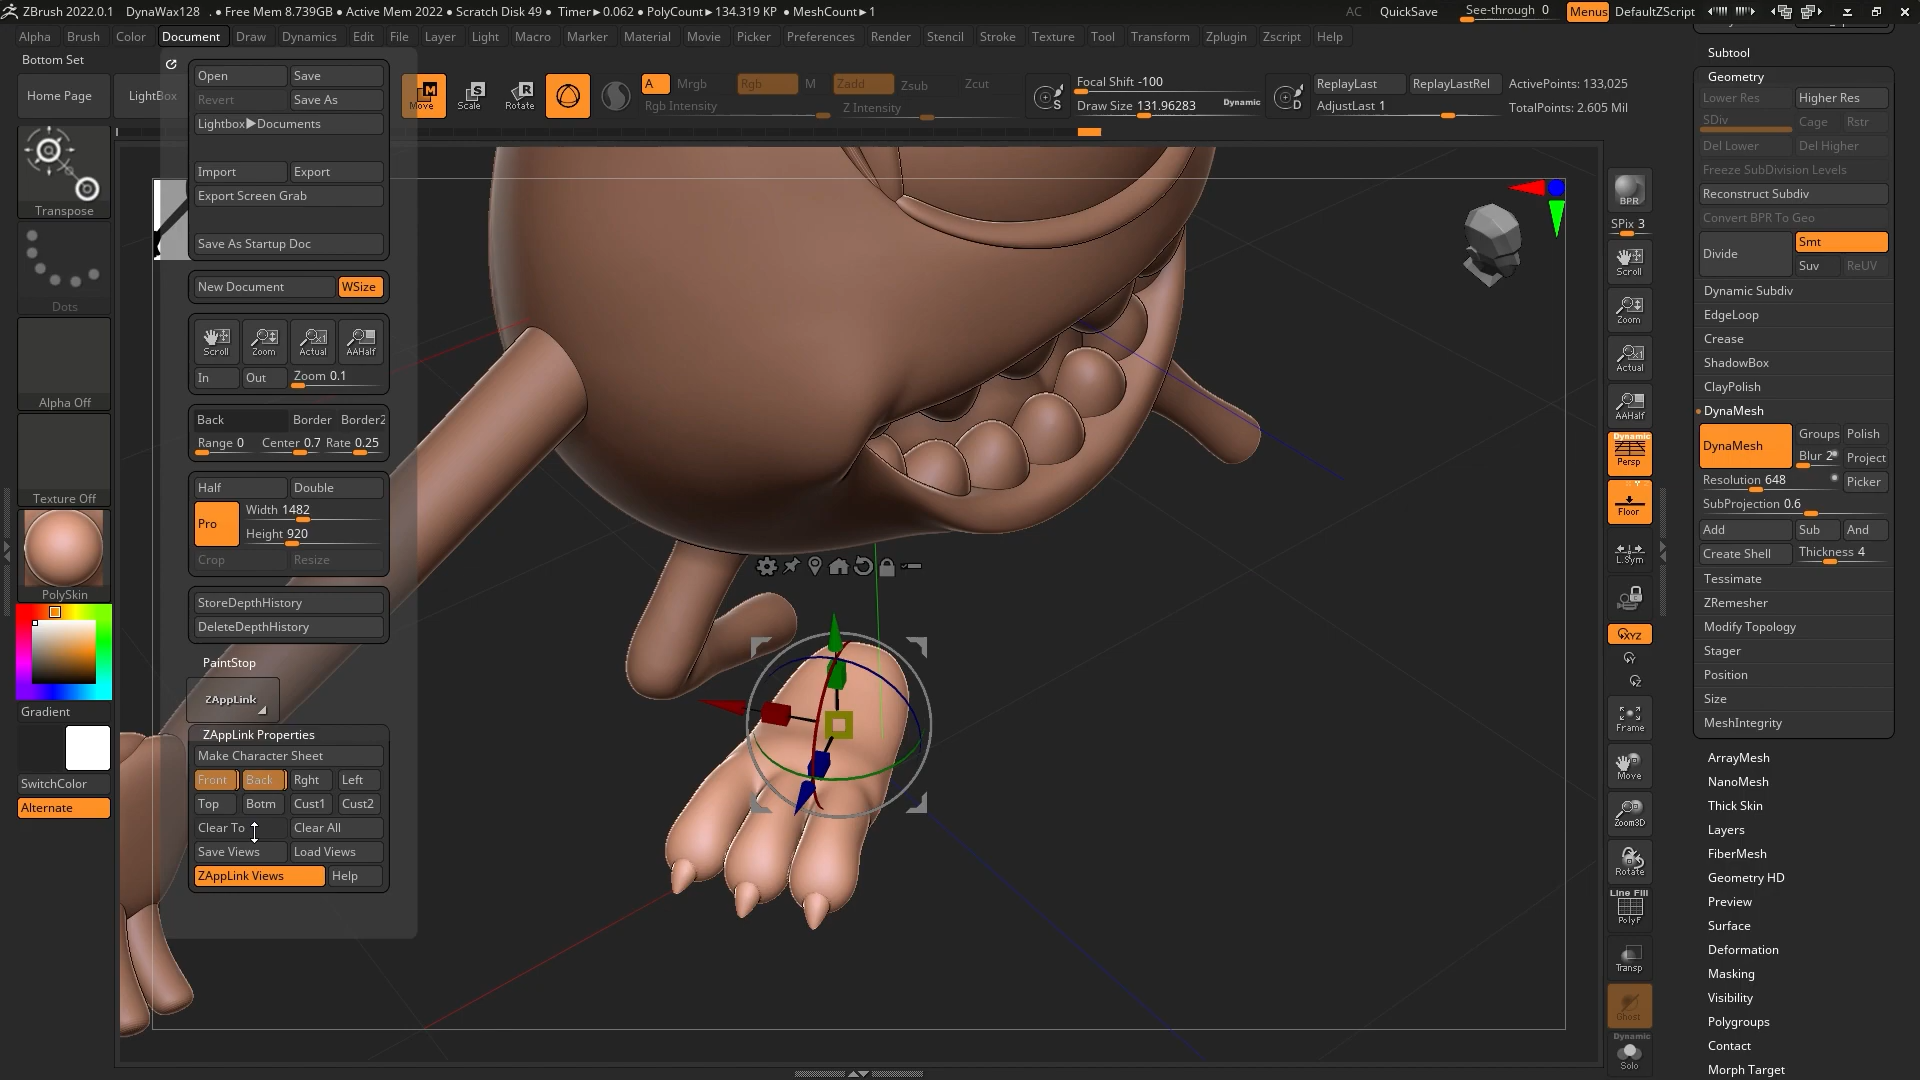 ZBrush 2022.0.1 DynaWax128 . • Free Mem 8.739GB • Active Mem 2022 • Scratch Disk 49 • Timer►0.062 • PolyCount►134.319 KP • MeshCount►1 AC QuickSave See-through 0 Menus DefaultZScript
Alpha Brush Color Document Draw Dynamics Edit File Layer Light Macro Marker Material Movie Picker Preferences Render Stencil Stroke Texture Tool Transform Zplugin Zscript Help
Bottom Set
Home Page LightBox
Move Scale Rotate
A Mrgb Rgb M Zadd Zsub Zcut
Rgb Intensity Z Intensity
S Focal Shift -100
Draw Size 131.96283 Dynamic
D ReplayLast ReplayLastRel
AdjustLast 1
ActivePoints: 133,025
TotalPoints: 2.605 Mil
Transpose
Dots
Alpha Off
Texture Off
PolySkin
Gradient
SwitchColor
Alternate
Open Save
Revert Save As
Lightbox►Documents
Import Export
Export Screen Grab
Save As Startup Doc
New Document WSize
Scroll Zoom Actual AAHalf
In Out Zoom 0.1
Back Border Border2
Range 0 Center 0.7 Rate 0.25
Half Double
Pro Width 1482
Height 920
Crop Resize
StoreDepthHistory
DeleteDepthHistory
PaintStop
ZAppLink
ZAppLink Properties
Make Character Sheet
Front Back Rght Left
Top Botm Cust1 Cust2
Clear To Clear All
Save Views Load Views
ZAppLink Views Help
BPR
SPix 3
Scroll
Zoom
Actual
AAHalf
Dynamic
Persp
Floor
L.Sym
XYZ
Y
Z
Frame
Move
Zoom3D
Rotate
Line Fill
PolyF
Transp
Ghost
Dynamic
Solo
Subtool
Geometry
Lower Res Higher Res
SDiv Cage Rstr
Del Lower Del Higher
Freeze SubDivision Levels
Reconstruct Subdiv
Convert BPR To Geo
Divide Smt
Suv ReUV
Dynamic Subdiv
EdgeLoop
Crease
ShadowBox
ClayPolish
DynaMesh
DynaMesh Groups Polish
Blur 2 Project
Resolution 648 Picker
SubProjection 0.6
Add Sub And
Create Shell Thickness 4
Tessimate
ZRemesher
Modify Topology
Stager
Position
Size
MeshIntegrity
ArrayMesh
NanoMesh
Thick Skin
Layers
FiberMesh
Geometry HD
Preview
Surface
Deformation
Masking
Visibility
Polygroups
Contact
Morph Target